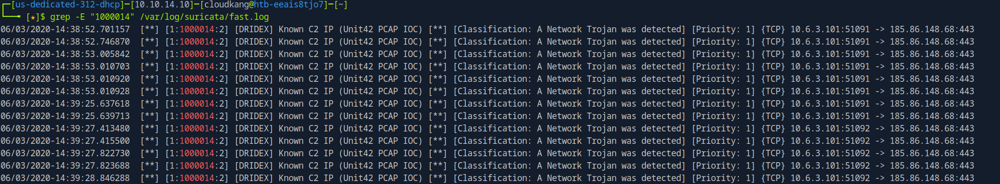 ┌─[us-dedicated-312-dhcp]─[10.10.14.10]─[cloudkang@htb-eeais8tjo7]─[~]
└──╼ [★]$ grep -E "1000014" /var/log/suricata/fast.log
06/03/2020-14:38:52.701157  [**] [1:1000014:2] [DRIDEX] Known C2 IP (Unit42 PCAP IOC) [**] [Classification: A Network Trojan was detected] [Priority: 1] {TCP} 10.6.3.101:51091 -> 185.86.148.68:443
06/03/2020-14:38:52.746870  [**] [1:1000014:2] [DRIDEX] Known C2 IP (Unit42 PCAP IOC) [**] [Classification: A Network Trojan was detected] [Priority: 1] {TCP} 10.6.3.101:51091 -> 185.86.148.68:443
06/03/2020-14:38:53.005842  [**] [1:1000014:2] [DRIDEX] Known C2 IP (Unit42 PCAP IOC) [**] [Classification: A Network Trojan was detected] [Priority: 1] {TCP} 10.6.3.101:51091 -> 185.86.148.68:443
06/03/2020-14:38:53.010703  [**] [1:1000014:2] [DRIDEX] Known C2 IP (Unit42 PCAP IOC) [**] [Classification: A Network Trojan was detected] [Priority: 1] {TCP} 10.6.3.101:51091 -> 185.86.148.68:443
06/03/2020-14:38:53.010920  [**] [1:1000014:2] [DRIDEX] Known C2 IP (Unit42 PCAP IOC) [**] [Classification: A Network Trojan was detected] [Priority: 1] {TCP} 10.6.3.101:51091 -> 185.86.148.68:443
06/03/2020-14:38:53.010928  [**] [1:1000014:2] [DRIDEX] Known C2 IP (Unit42 PCAP IOC) [**] [Classification: A Network Trojan was detected] [Priority: 1] {TCP} 10.6.3.101:51091 -> 185.86.148.68:443
06/03/2020-14:39:25.637618  [**] [1:1000014:2] [DRIDEX] Known C2 IP (Unit42 PCAP IOC) [**] [Classification: A Network Trojan was detected] [Priority: 1] {TCP} 10.6.3.101:51091 -> 185.86.148.68:443
06/03/2020-14:39:25.639713  [**] [1:1000014:2] [DRIDEX] Known C2 IP (Unit42 PCAP IOC) [**] [Classification: A Network Trojan was detected] [Priority: 1] {TCP} 10.6.3.101:51091 -> 185.86.148.68:443
06/03/2020-14:39:27.413480  [**] [1:1000014:2] [DRIDEX] Known C2 IP (Unit42 PCAP IOC) [**] [Classification: A Network Trojan was detected] [Priority: 1] {TCP} 10.6.3.101:51092 -> 185.86.148.68:443
06/03/2020-14:39:27.415500  [**] [1:1000014:2] [DRIDEX] Known C2 IP (Unit42 PCAP IOC) [**] [Classification: A Network Trojan was detected] [Priority: 1] {TCP} 10.6.3.101:51092 -> 185.86.148.68:443
06/03/2020-14:39:27.822730  [**] [1:1000014:2] [DRIDEX] Known C2 IP (Unit42 PCAP IOC) [**] [Classification: A Network Trojan was detected] [Priority: 1] {TCP} 10.6.3.101:51092 -> 185.86.148.68:443
06/03/2020-14:39:27.823688  [**] [1:1000014:2] [DRIDEX] Known C2 IP (Unit42 PCAP IOC) [**] [Classification: A Network Trojan was detected] [Priority: 1] {TCP} 10.6.3.101:51092 -> 185.86.148.68:443
06/03/2020-14:39:28.846288  [**] [1:1000014:2] [DRIDEX] Known C2 IP (Unit42 PCAP IOC) [**] [Classification: A Network Trojan was detected] [Priority: 1] {TCP} 10.6.3.101:51092 -> 185.86.148.68:443